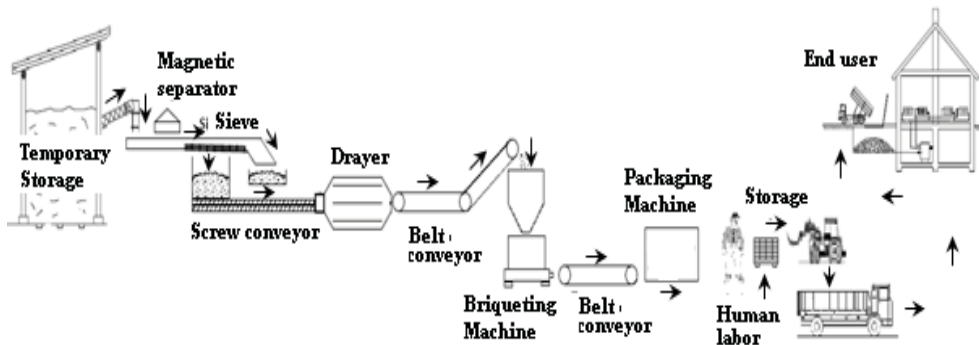 Magnetic
separator
Si Sieve
Temporary
Storage
Screw conveyor
Drayer
Belt
conveyor
Briqueting
Machine
Belt
conveyor
Packaging
Machine
Human
labor
Storage
End user